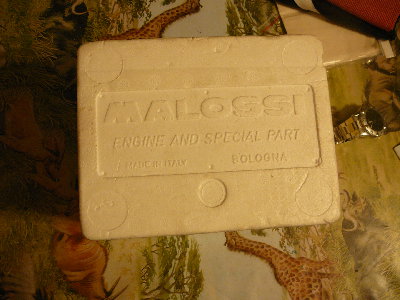 MALOSSI
ENGINE AND SPECIAL PART
MADE IN ITALY BOLOGNA